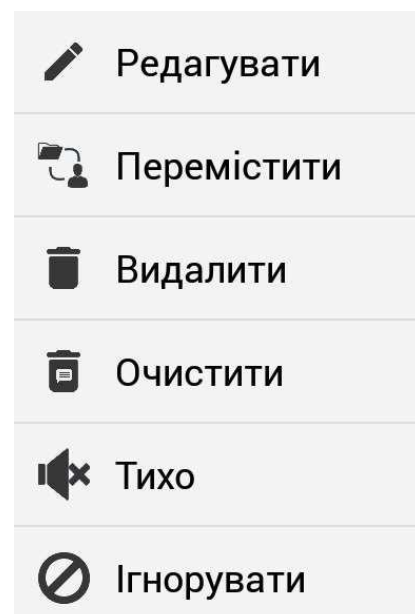 Редагувати
Перемістити
Видалити
Очистити
Тихо
Ігнорувати